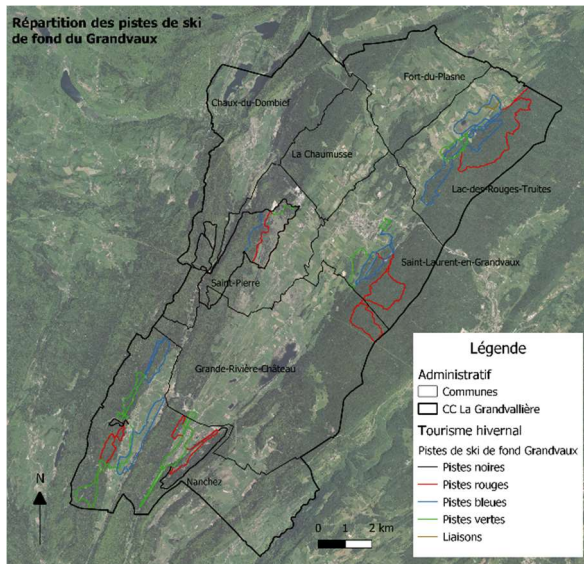 Répartition des pistes de ski
de fond du Grandvaux
Fort-du-Plasne
Chaux-du-Dombief
La Chaumusse
Lac-des-Rouges-Truites
Saint-Laurent-en-Grandvaux
Saint-Pierre
Grande-Rivière-Château
Nanchez
N
0 1 2 km
Légende
Administratif
Communes
CC La Grandvallière
Tourisme hivernal
Pistes de ski de fond Grandvaux
Pistes noires
Pistes rouges
Pistes bleues
Pistes vertes
Liaisons